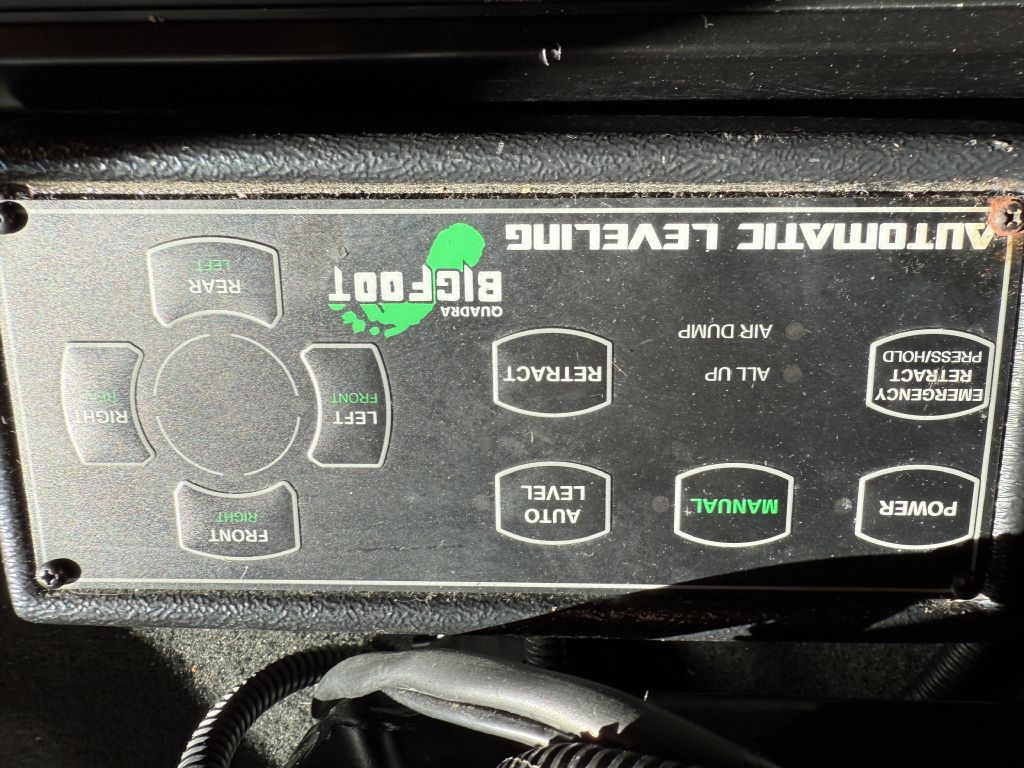 AUTOMATIC LEVELING
QUADRA
BIGFOOT
POWER
MANUAL
AUTO
LEVEL
EMERGENCY
RETRACT
PRESS/HOLD
ALL UP
AIR DUMP
RETRACT
FRONT
RIGHT
LEFT
FRONT
RIGHT
REAR
REAR
LEFT